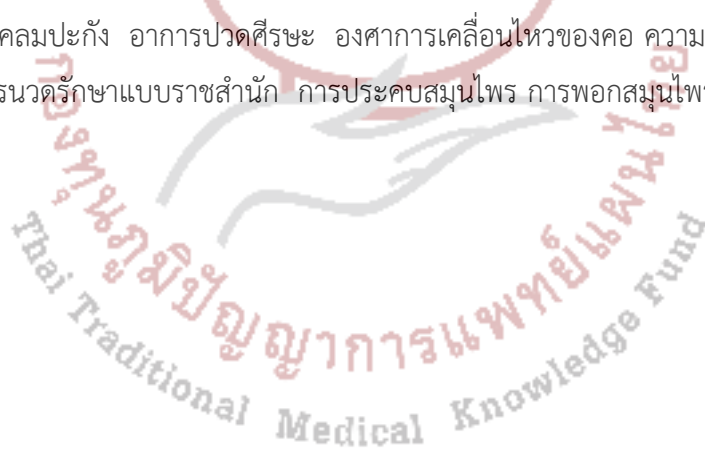 คลมปะกัง อาการปวดศีรษะ องศาการเคลื่อนไหวของคอ ความ
รนวดรักษาแบบราชสำนัก การประคบสมุนไพร การพอกสมุนไพร
กองทุนภูมิปัญญาการแพทย์แผนไทย
Thai Traditional Medical Knowledge Fund